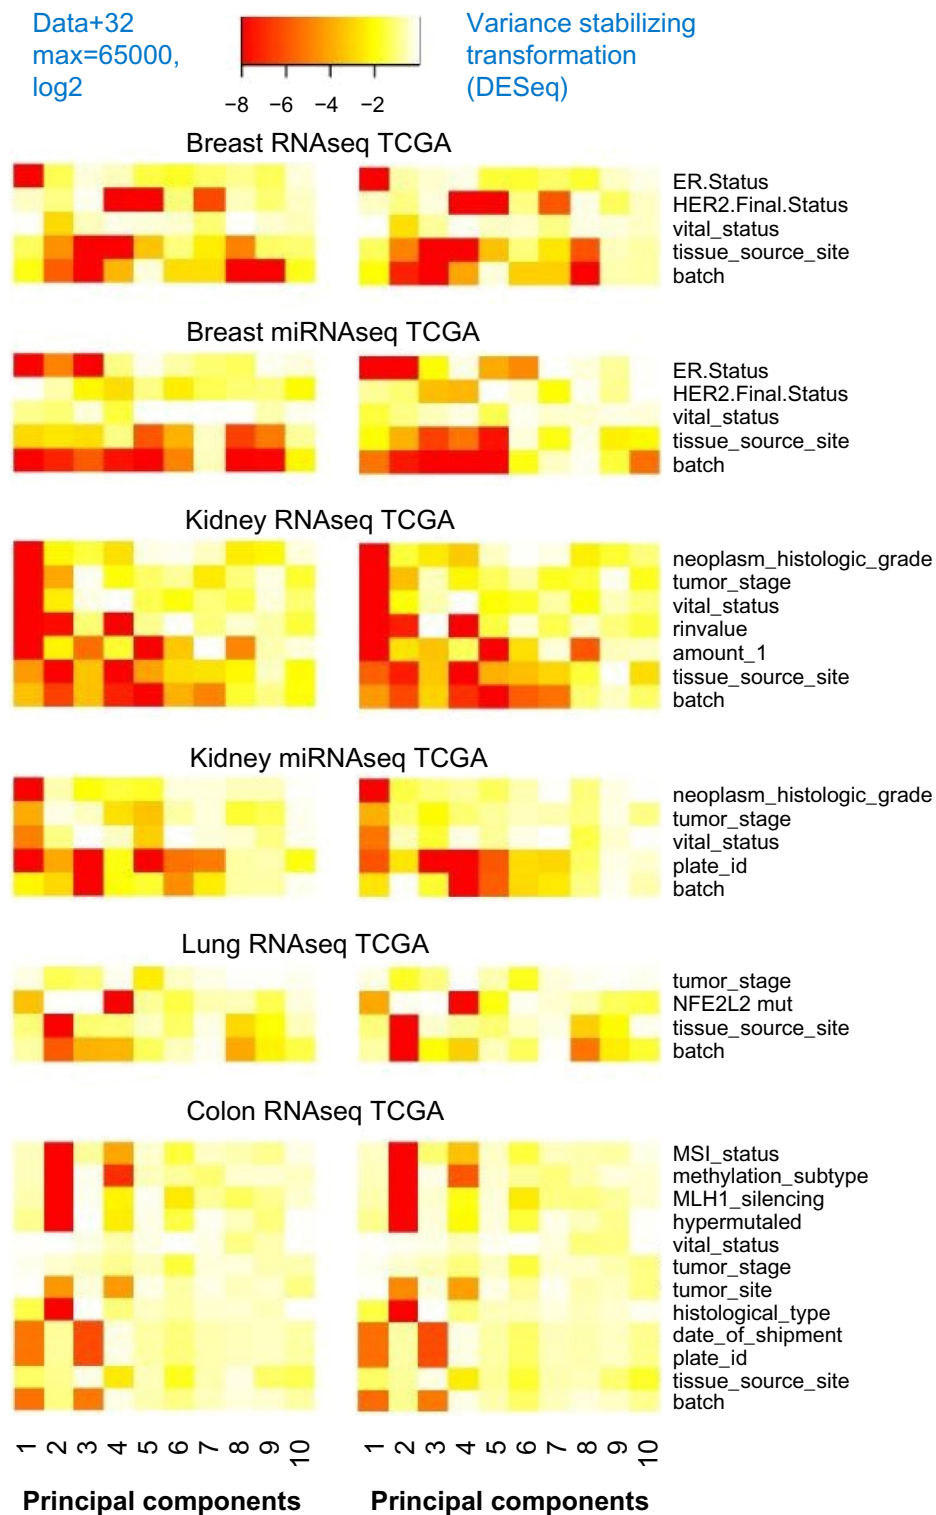 Data+32
max=65000,
log2
−8 −6 −4 −2
Variance stabilizing
transformation
(DESeq)
Breast RNAseq TCGA
ER.Status
HER2.Final.Status
vital_status
tissue_source_site
batch
Breast miRNAseq TCGA
ER.Status
HER2.Final.Status
vital_status
tissue_source_site
batch
Kidney RNAseq TCGA
neoplasm_histologic_grade
tumor_stage
vital_status
rinvalue
amount_1
tissue_source_site
batch
Kidney miRNAseq TCGA
neoplasm_histologic_grade
tumor_stage
vital_status
plate_id
batch
Lung RNAseq TCGA
tumor_stage
NFE2L2 mut
tissue_source_site
batch
Colon RNAseq TCGA
MSI_status
methylation_subtype
MLH1_silencing
hypermutaled
vital_status
tumor_stage
tumor_site
histological_type
date_of_shipment
plate_id
tissue_source_site
batch
1 2 3 4 5 6 7 8 9 10
1 2 3 4 5 6 7 8 9 10
Principal components
Principal components